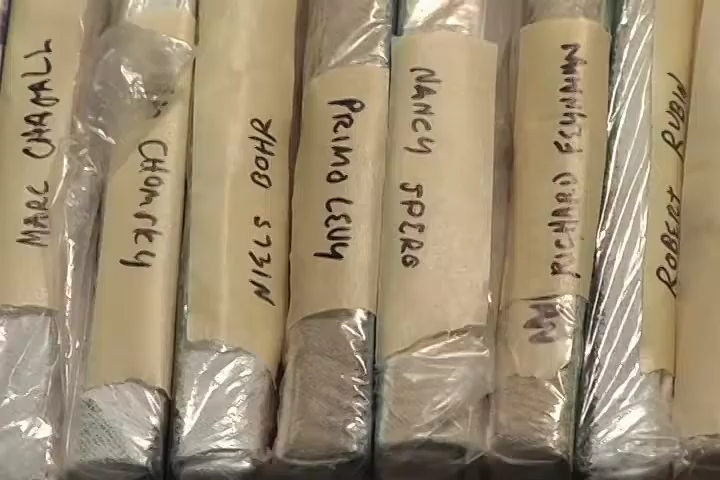 MARC CHAGALL
CHOMSKY
NIELS BOHR
PRIMO LEVY
NANCY SPERO
RICHARD FEYNMAN
ROBERT RUBIN